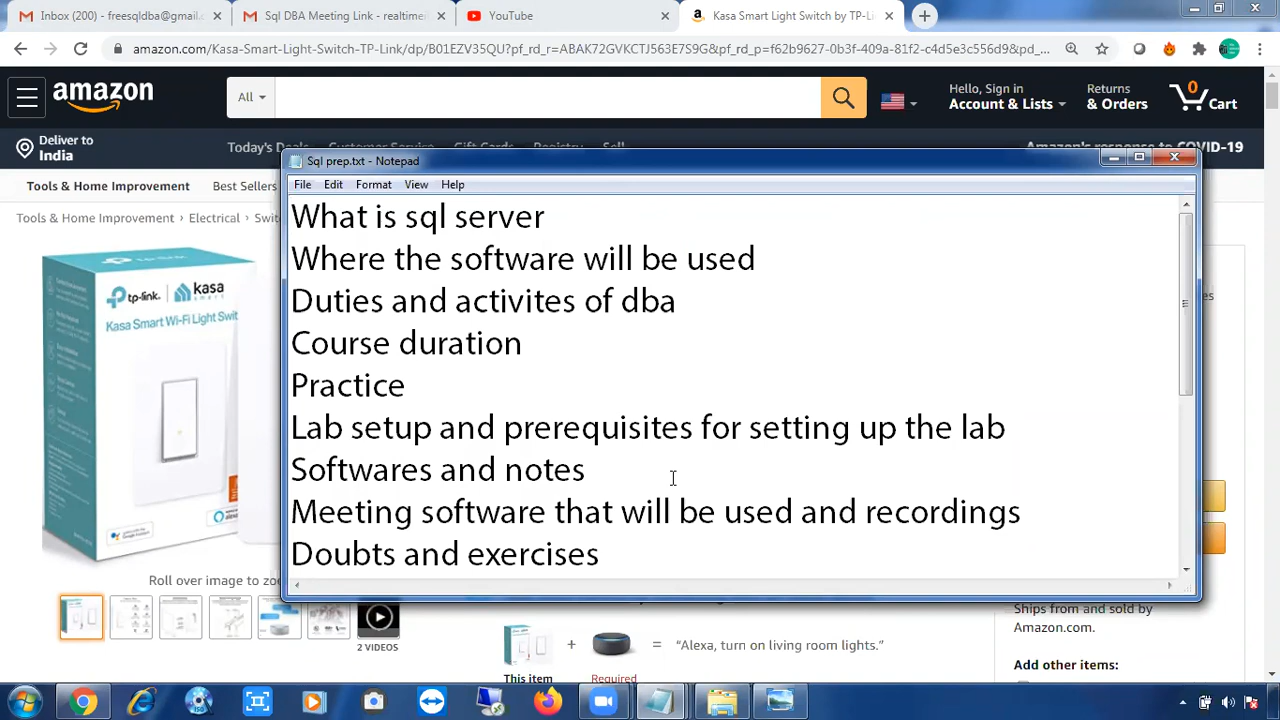 Inbox (200) - freesqldba@gmail.c
Sql DBA Meeting Link - realtime
YouTube
Kasa Smart Light Switch by TP-Li
amazon.com/Kasa-Smart-Light-Switch-TP-Link/dp/B01EZV35QU?pf_rd_r=ABAK72GVKCTJ563E7S9G&pf_rd_p=f62b9627-0b3f-409a-81f2-c4d5e3c556d9&pd_...
amazon
All
Hello, Sign in
Account & Lists
Returns
& Orders
0
Cart
Deliver to
India
Today's Deals Customer Service Gift Cards Registry Sell
Amazon's response to COVID-19
Tools & Home Improvement
Best Sellers
Tools & Home Improvement › Electrical ›
Sql prep.txt - Notepad
File Edit Format View Help
What is sql server
Where the software will be used
Duties and activites of dba
Course duration
Practice
Lab setup and prerequisites for setting up the lab
Softwares and notes
Meeting software that will be used and recordings
Doubts and exercises
tp-link
kasa
smart
Kasa Smart Wi-Fi Light Swit
Roll over image to
2 VIDEOS
+
=
"Alexa, turn on living room lights."
This item
Required
Ships from and sold by
Amazon.com.
Add other items: